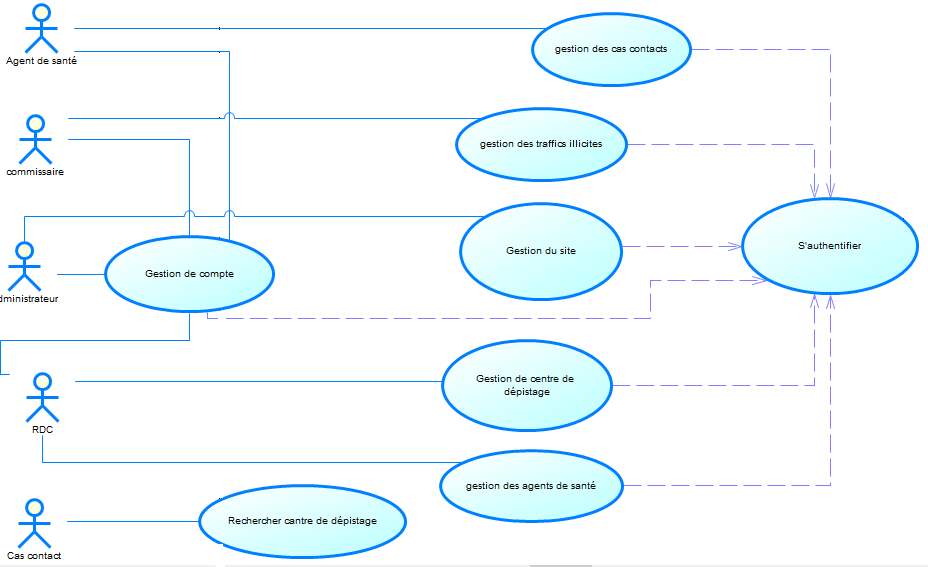 Agent de santé
gestion des cas contacts
commissaire
gestion des traffics illicites
dministrateur
Gestion de compte
Gestion du site
S'authentifier
RDC
Gestion de centre de
dépistage
gestion des agents de santé
Cas contact
Rechercher cantre de dépistage